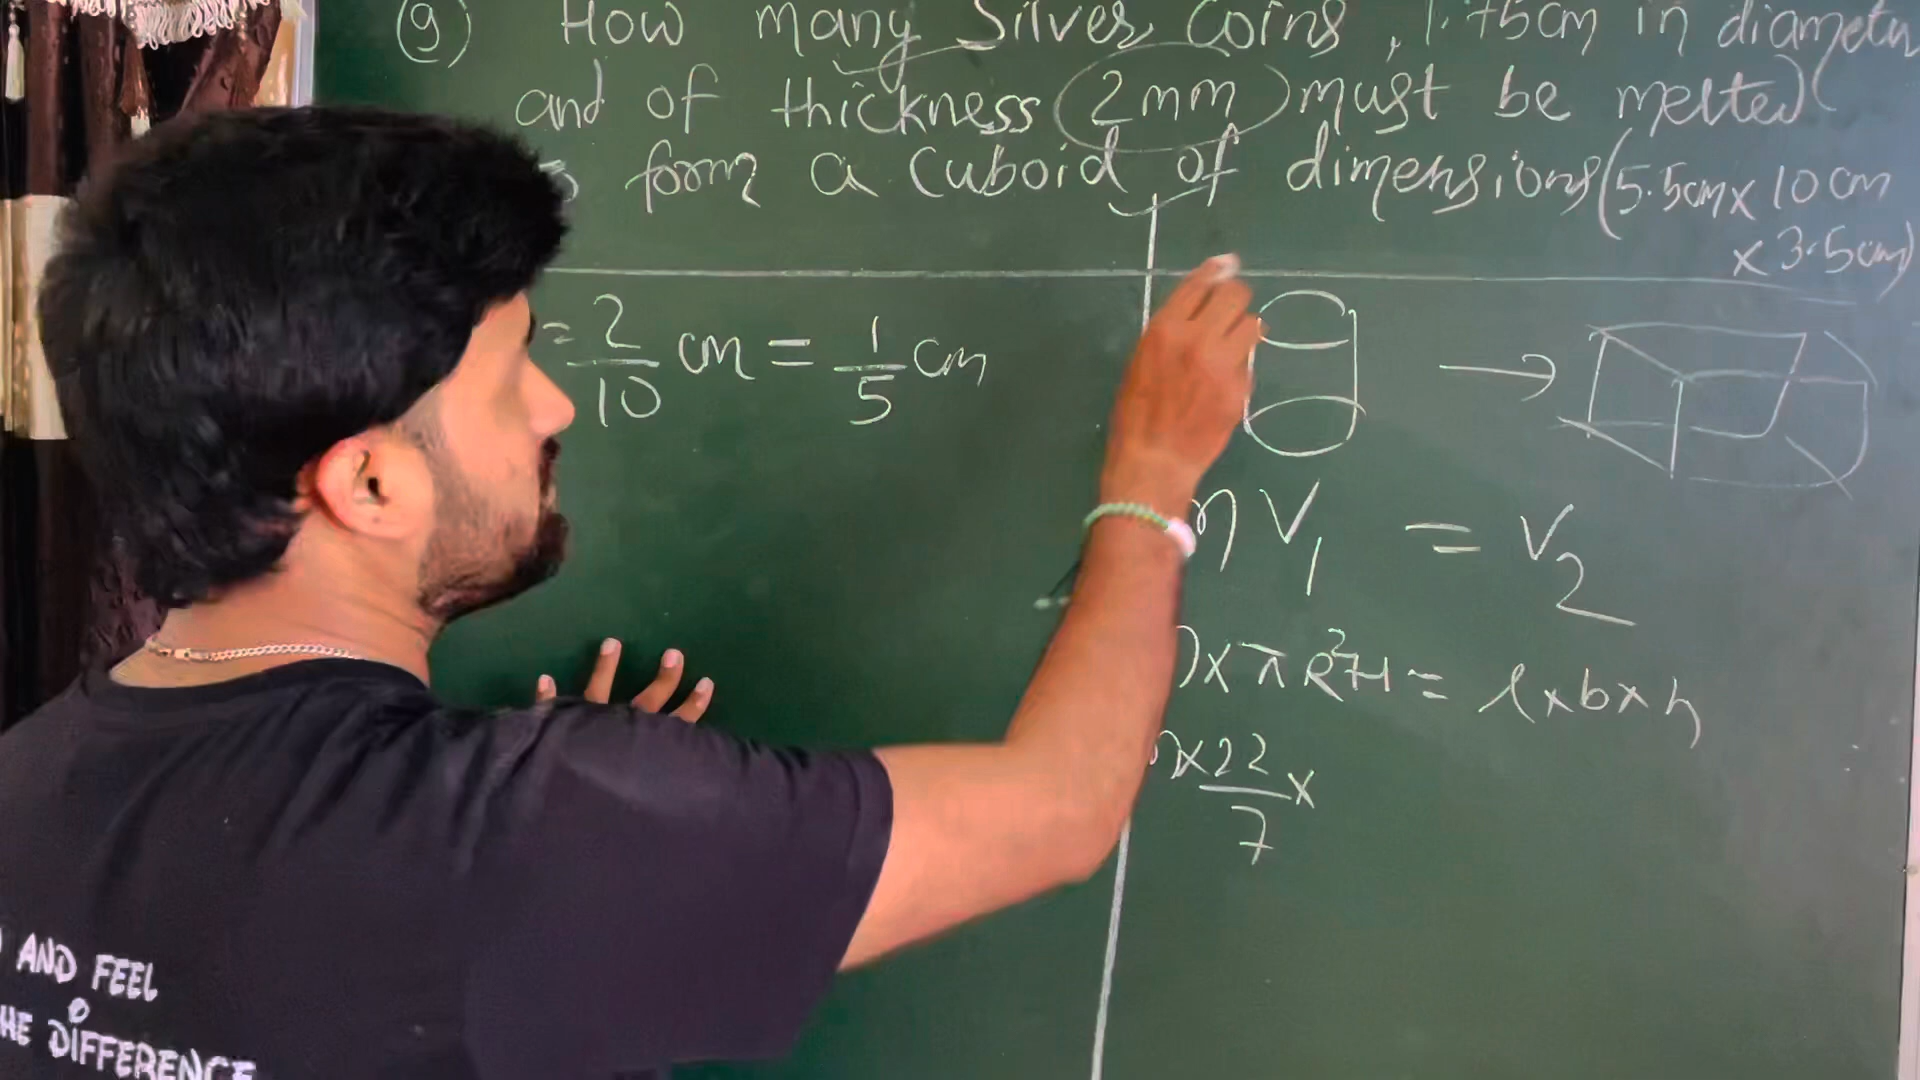 (9) How many Silver Coins, 1.75cm in diameter
and of thickness (2mm) must be melted
form a cuboid of dimensions (5.5cm x 10cm
x 3.5cm)
= 2/10 cm = 1/5 cm
n V1 = V2
x π R²H = l x b x h
x 22/7 x
AND FEEL
THE DIFFERENCE